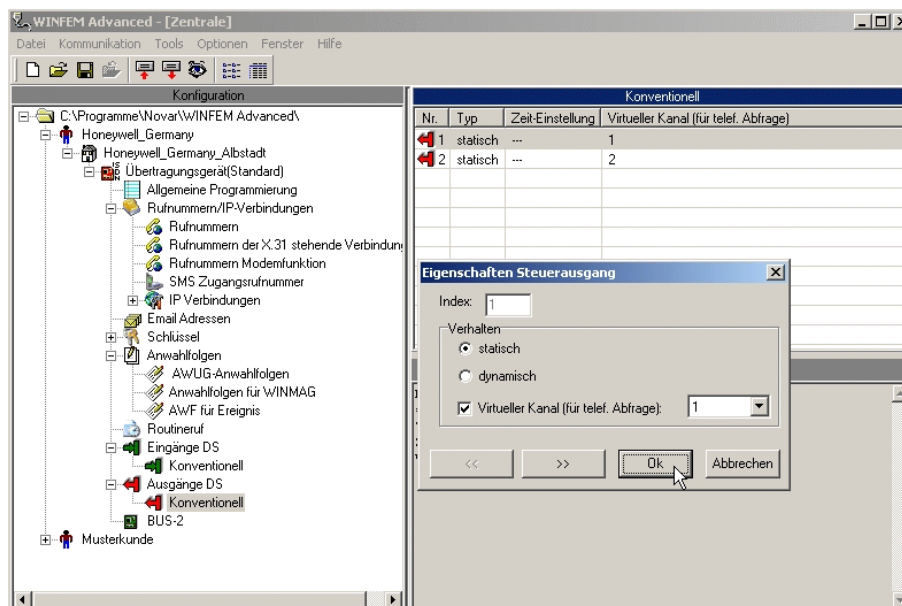 WINFEM Advanced - [Zentrale]
Datei Kommunikation Tools Optionen Fenster Hilfe
Konfiguration
C:\Programme\Novar\WINFEM Advanced\
Honeywell_Germany
Honeywell_Germany_Albstadt
ISDN Übertragungsgerät(Standard)
Allgemeine Programmierung
Rufnummern/IP-Verbindungen
Rufnummern
Rufnummern der X.31 stehende Verbindun
Rufnummern Modemfunktion
SMS Zugangsrufnummer
IP Verbindungen
Email Adressen
Schlüssel
Anwahlfolgen
AWUG-Anwahlfolgen
Anwahlfolgen für WINMAG
AWF für Ereignis
Routineruf
Eingänge DS
Konventionell
Ausgänge DS
Konventionell
BUS-2
Musterkunde
Konventionell
Nr. Typ Zeit-Einstellung Virtueller Kanal (für telef. Abfrage)
1 statisch --- 1
2 statisch --- 2
Eigenschaften Steuerausgang
Index: 1
Verhalten
statisch
dynamisch
Virtueller Kanal (für telef. Abfrage): 1
<< >> Ok Abbrechen